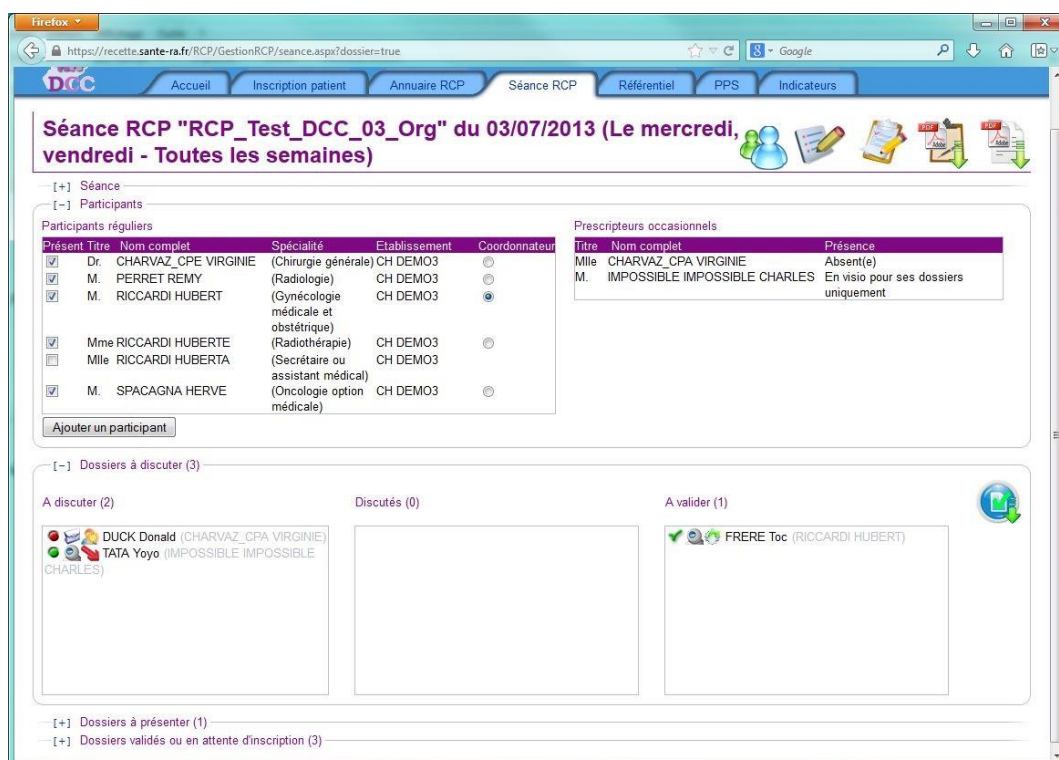 Firefox
https://recette.sante-ra.fr/RCP/GestionRCP/seance.aspx?dossier=true
Google
DCC
Accueil
Inscription patient
Annuaire RCP
Séance RCP
Référentiel
PPS
Indicateurs
Séance RCP "RCP_Test_DCC_03_Org" du 03/07/2013 (Le mercredi,
vendredi - Toutes les semaines)
PDF
Adobe
PDF
Adobe
[+] Séance
[-] Participants
Participants réguliers
Présent Titre Nom complet Spécialité Etablissement Coordonnateur
Dr. CHARVAZ_CPE VIRGINIE (Chirurgie générale) CH DEMO3
M. PERRET REMY (Radiologie) CH DEMO3
M. RICCARDI HUBERT (Gynécologie CH DEMO3
médicale et
obstétrique)
Mme RICCARDI HUBERTE (Radiothérapie) CH DEMO3
Mlle RICCARDI HUBERTA (Secrétaire ou CH DEMO3
assistant médical)
M. SPACAGNA HERVE (Oncologie option CH DEMO3
médicale)
Ajouter un participant
Prescripteurs occasionnels
Titre Nom complet Présence
Mlle CHARVAZ_CPA VIRGINIE Absent(e)
M. IMPOSSIBLE IMPOSSIBLE CHARLES En visio pour ses dossiers
uniquement
[-] Dossiers à discuter (3)
A discuter (2)
DUCK Donald (CHARVAZ_CPA VIRGINIE)
TATA Yoyo (IMPOSSIBLE IMPOSSIBLE
CHARLES)
Discutés (0)
A valider (1)
FRERE Toc (RICCARDI HUBERT)
[+] Dossiers à présenter (1)
[+] Dossiers validés ou en attente d'inscription (3)